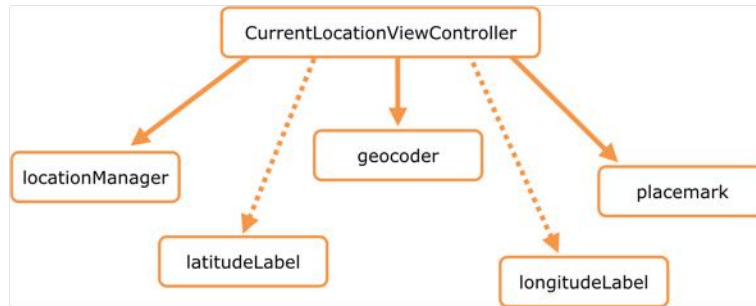 CurrentLocationViewController
geocoder
locationManager
placemark
latitudeLabel
longitudeLabel